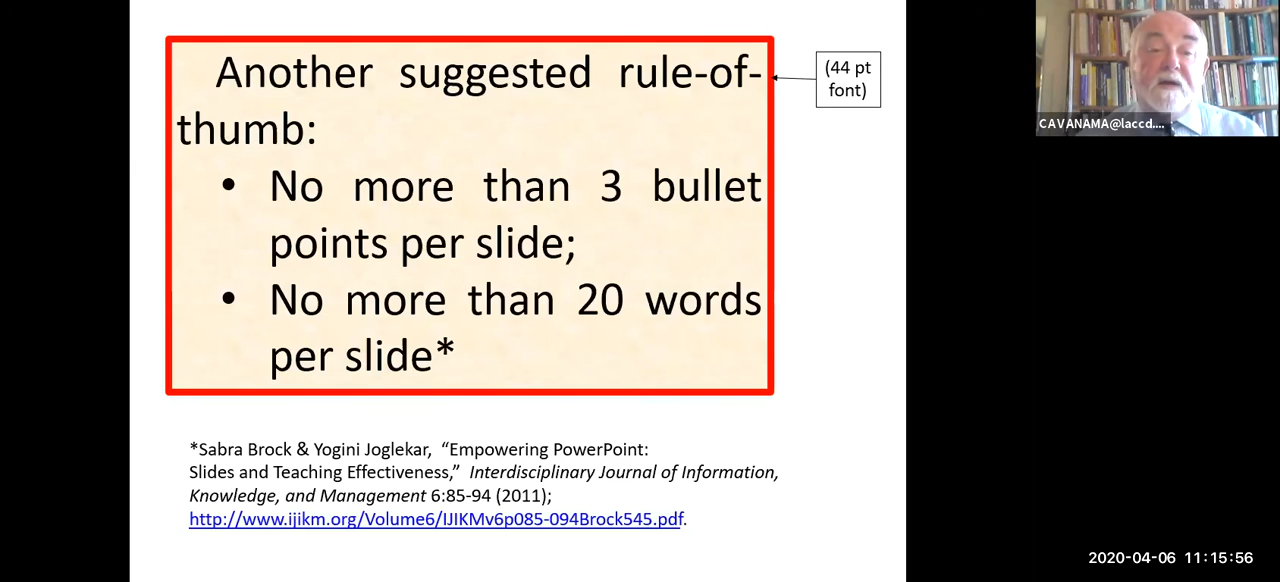 Another suggested rule-of-
thumb:
• No more than 3 bullet
points per slide;
• No more than 20 words
per slide*
(44 pt
font)
*Sabra Brock & Yogini Joglekar, “Empowering PowerPoint:
Slides and Teaching Effectiveness,” Interdisciplinary Journal of Information,
Knowledge, and Management 6:85-94 (2011);
http://www.ijikm.org/Volume6/IJIKMv6p085-094Brock545.pdf.
CAVANAMA@laccd....
2020-04-06 11:15:56